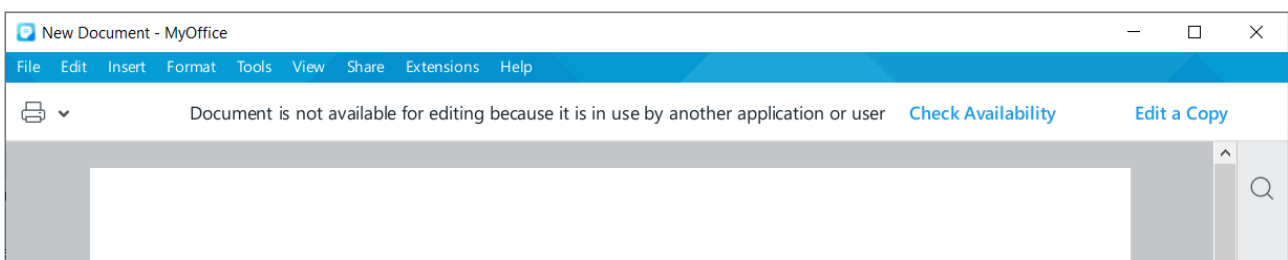 New Document - MyOffice
File Edit Insert Format Tools View Share Extensions Help
Document is not available for editing because it is in use by another application or user Check Availability Edit a Copy